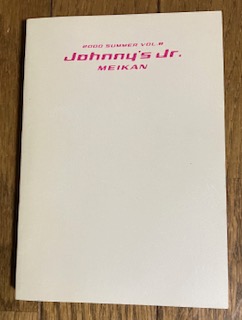 2000 SUMMER VOL.8
Johnny's Jr.
MEIKAN